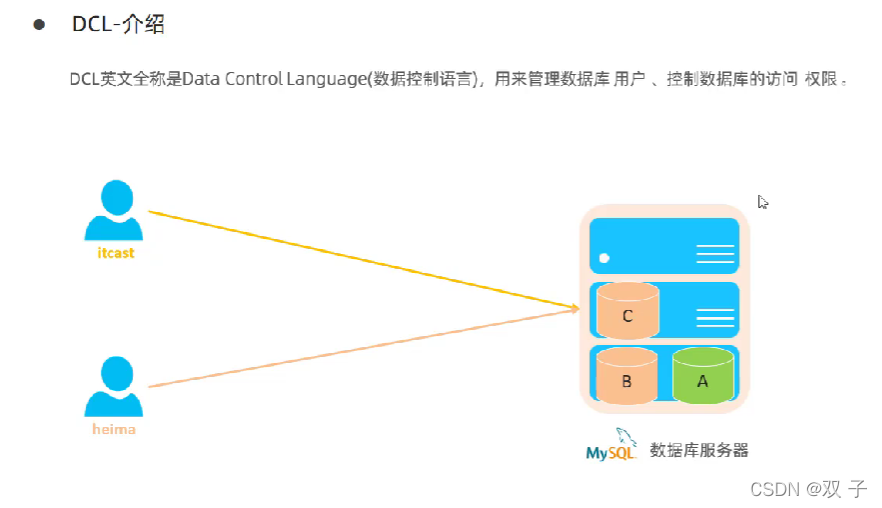 DCL-介绍
DCL英文全称是Data Control Language(数据控制语言)，用来管理数据库 用户 、控制数据库的访问 权限 。
itcast
C
B
A
heima
MySQL 数据库服务器
CSDN @双 子